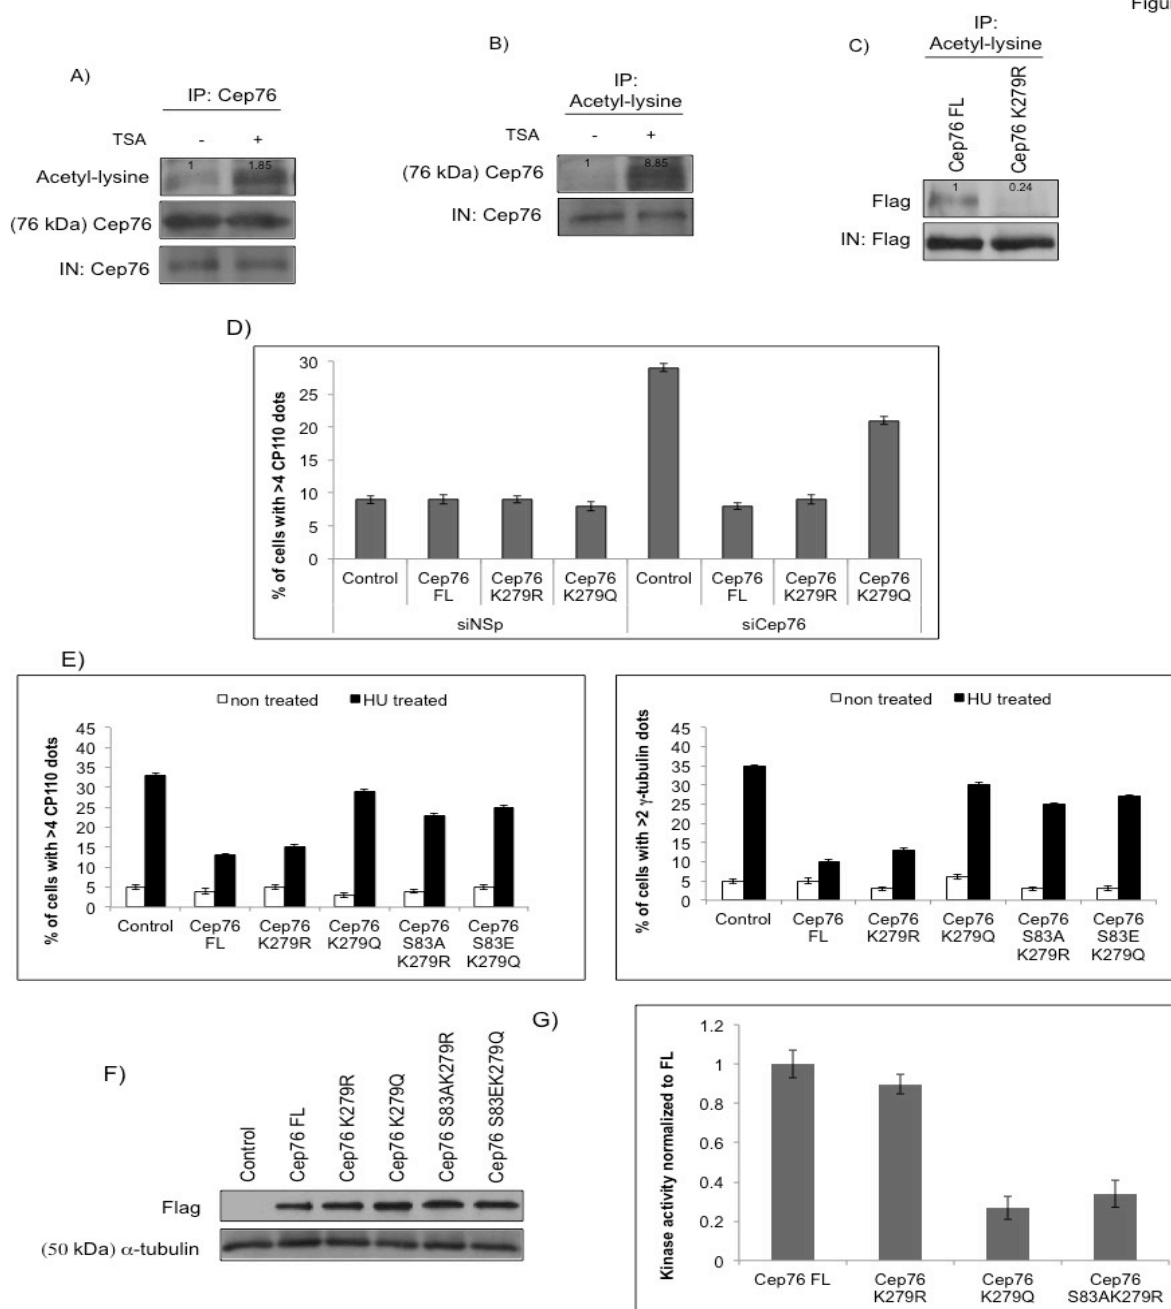 Figu
A)
IP: Cep76
TSA - +
Acetyl-lysine 1 1.85
(76 kDa) Cep76
IN: Cep76
B)
IP:
Acetyl-lysine
TSA - +
(76 kDa) Cep76 1 8.85
IN: Cep76
C)
IP:
Acetyl-lysine
Cep76 FL
Cep76 K279R
Flag 1 0.24
IN: Flag
D)
% of cells with >4 CP110 dots
30
25
20
15
10
5
0
Control Cep76 Cep76 Cep76 Control Cep76 Cep76 Cep76
FL K279R K279Q FL K279R K279Q
siNSp siCep76
E)
non treated HU treated
% of cells with >4 CP110 dots
45
40
35
30
25
20
15
10
5
0
Control Cep76 Cep76 Cep76 Cep76 Cep76
FL K279R K279Q S83A S83E
K279R K279Q
non treated HU treated
% of cells with >2 γ-tubulin dots
45
40
35
30
25
20
15
10
5
0
Control Cep76 Cep76 Cep76 Cep76 Cep76
FL K279R K279Q S83A S83E
K279R K279Q
F)
Control
Cep76 FL
Cep76 K279R
Cep76 K279Q
Cep76 S83AK279R
Cep76 S83EK279Q
Flag
(50 kDa) α-tubulin
G)
Kinase activity normalized to FL
1.2
1
0.8
0.6
0.4
0.2
0
Cep76 FL Cep76 Cep76 Cep76
K279R K279Q S83AK279R